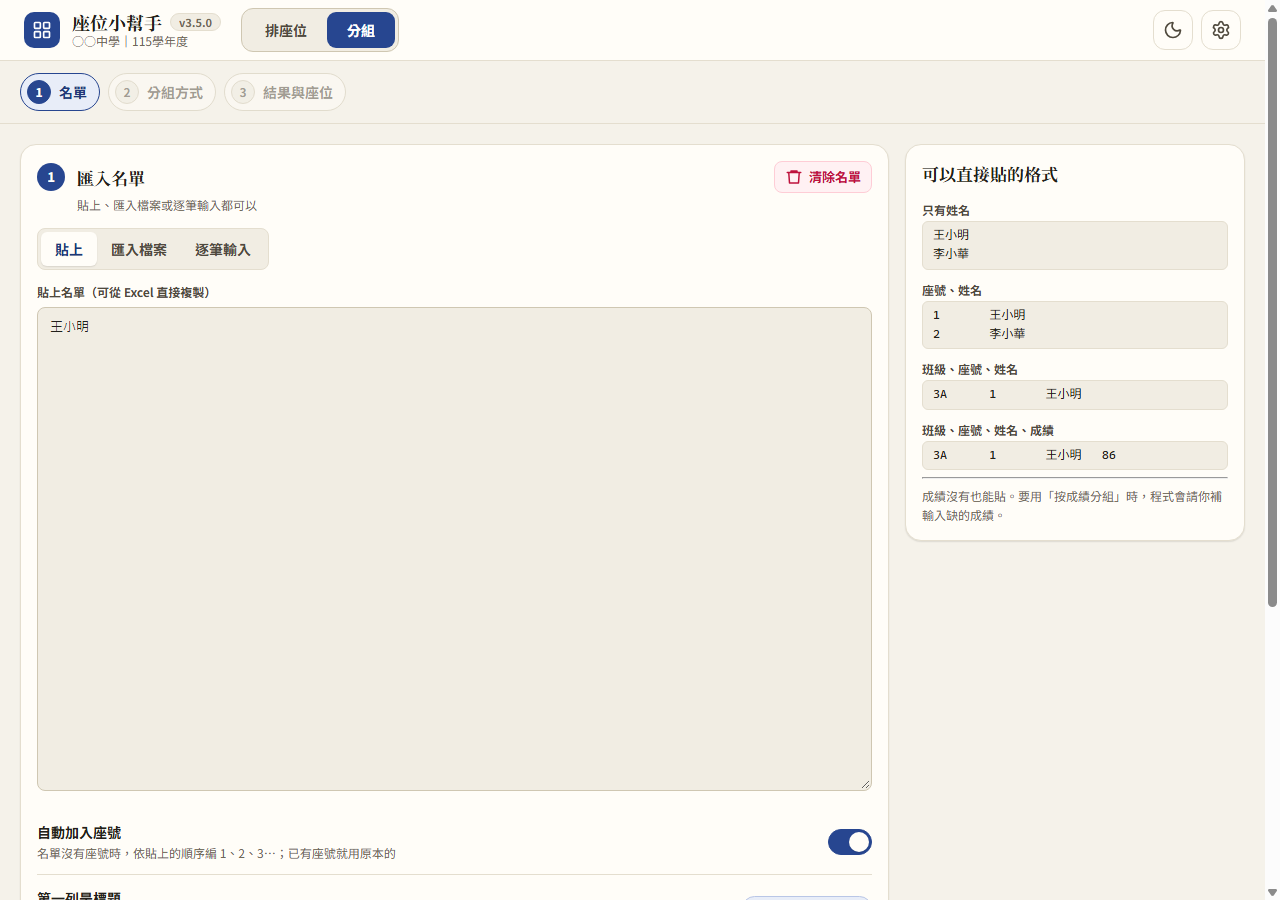 座位小幫手 v3.5.0
〇〇中學｜115學年度
排座位 分組
1 名單 2 分組方式 3 結果與座位
1 匯入名單
清除名單
貼上、匯入檔案或逐筆輸入都可以
貼上 匯入檔案 逐筆輸入
貼上名單（可從 Excel 直接複製）
王小明
自動加入座號
名單沒有座號時，依貼上的順序編 1、2、3…；已有座號就用原本的
第一列是標題
可以直接貼的格式
只有姓名
王小明
李小華
座號、姓名
1 王小明
2 李小華
班級、座號、姓名
3A 1 王小明
班級、座號、姓名、成績
3A 1 王小明 86
成績沒有也能貼。要用「按成績分組」時，程式會請你補
輸入缺的成績。